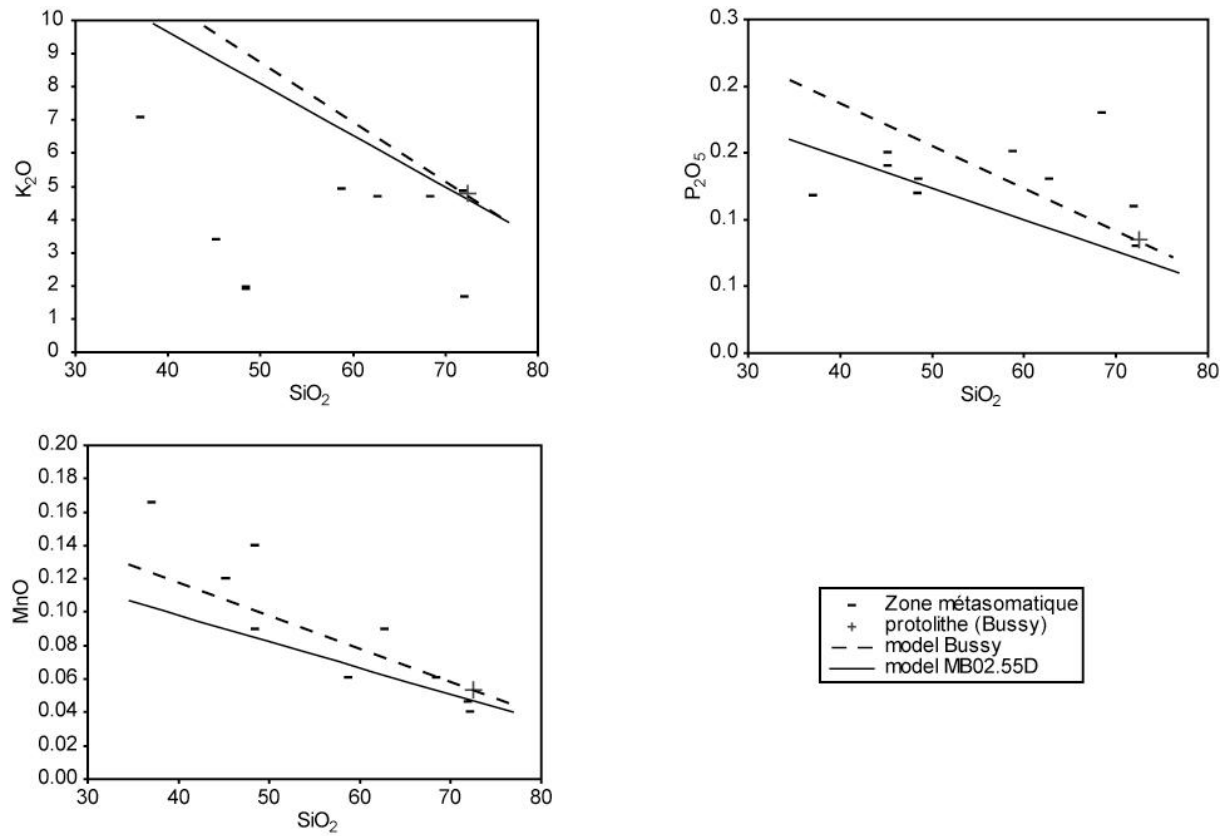 10
9
8
7
6
5
4
3
2
1
0
K2O
30 40 50 60 70 80
SiO2
0.3
0.2
0.2
0.1
0.1
0.0
P2O5
30 40 50 60 70 80
SiO2
0.20
0.18
0.16
0.14
0.12
0.10
0.08
0.06
0.04
0.02
0.00
MnO
30 40 50 60 70 80
SiO2
Zone métasomatique
protolithe (Bussy)
model Bussy
model MB02.55D